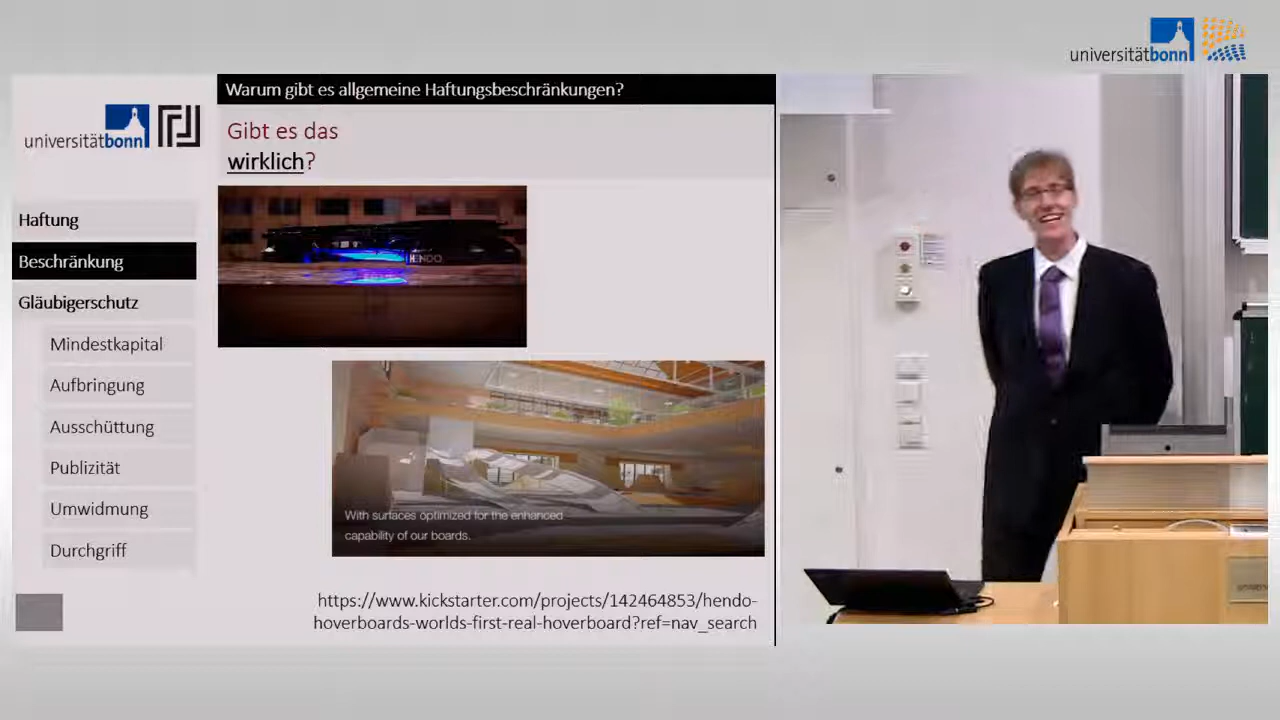 universitätbonn
universitätbonn
Haftung
Beschränkung
Gläubigerschutz
Mindestkapital
Aufbringung
Ausschüttung
Publizität
Umwidmung
Durchgriff
Warum gibt es allgemeine Haftungsbeschränkungen?
Gibt es das
wirklich?
HENDO
With surfaces optimized for the enhanced
capability of our boards.
https://www.kickstarter.com/projects/142464853/hendo-
hoverboards-worlds-first-real-hoverboard?ref=nav_search